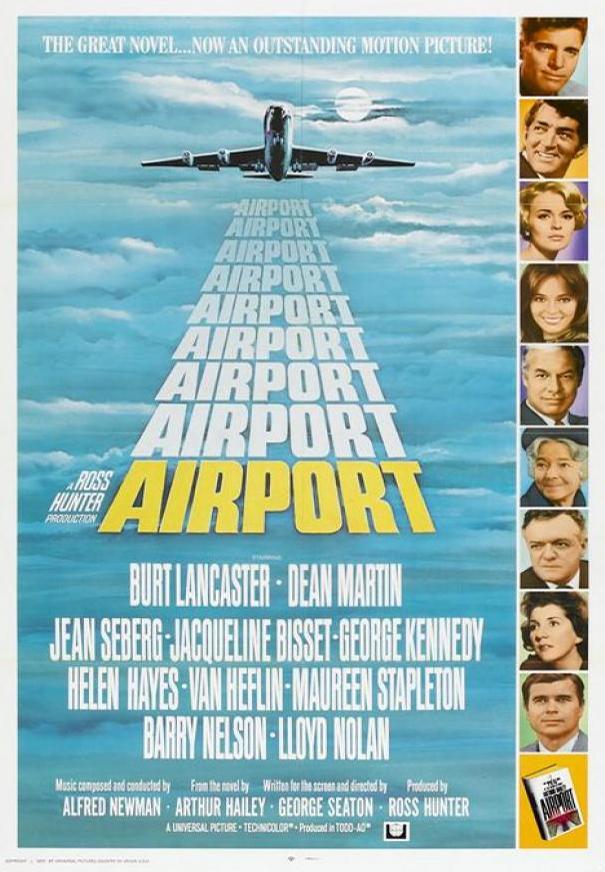 THE GREAT NOVEL...NOW AN OUTSTANDING MOTION PICTURE!
AIRPORT
AIRPORT
AIRPORT
AIRPORT
AIRPORT
AIRPORT
AIRPORT
AIRPORT
AIRPORT
A ROSS
HUNTER
PRODUCTION
STARRING
BURT LANCASTER · DEAN MARTIN
JEAN SEBERG · JACQUELINE BISSET · GEORGE KENNEDY
HELEN HAYES · VAN HEFLIN · MAUREEN STAPLETON
BARRY NELSON · LLOYD NOLAN
Music composed and conducted by From the novel by Written for the screen and directed by Produced by
ALFRED NEWMAN · ARTHUR HAILEY · GEORGE SEATON · ROSS HUNTER
A UNIVERSAL PICTURE · TECHNICOLOR® · Produced in TODD-AO®
AIRPORT